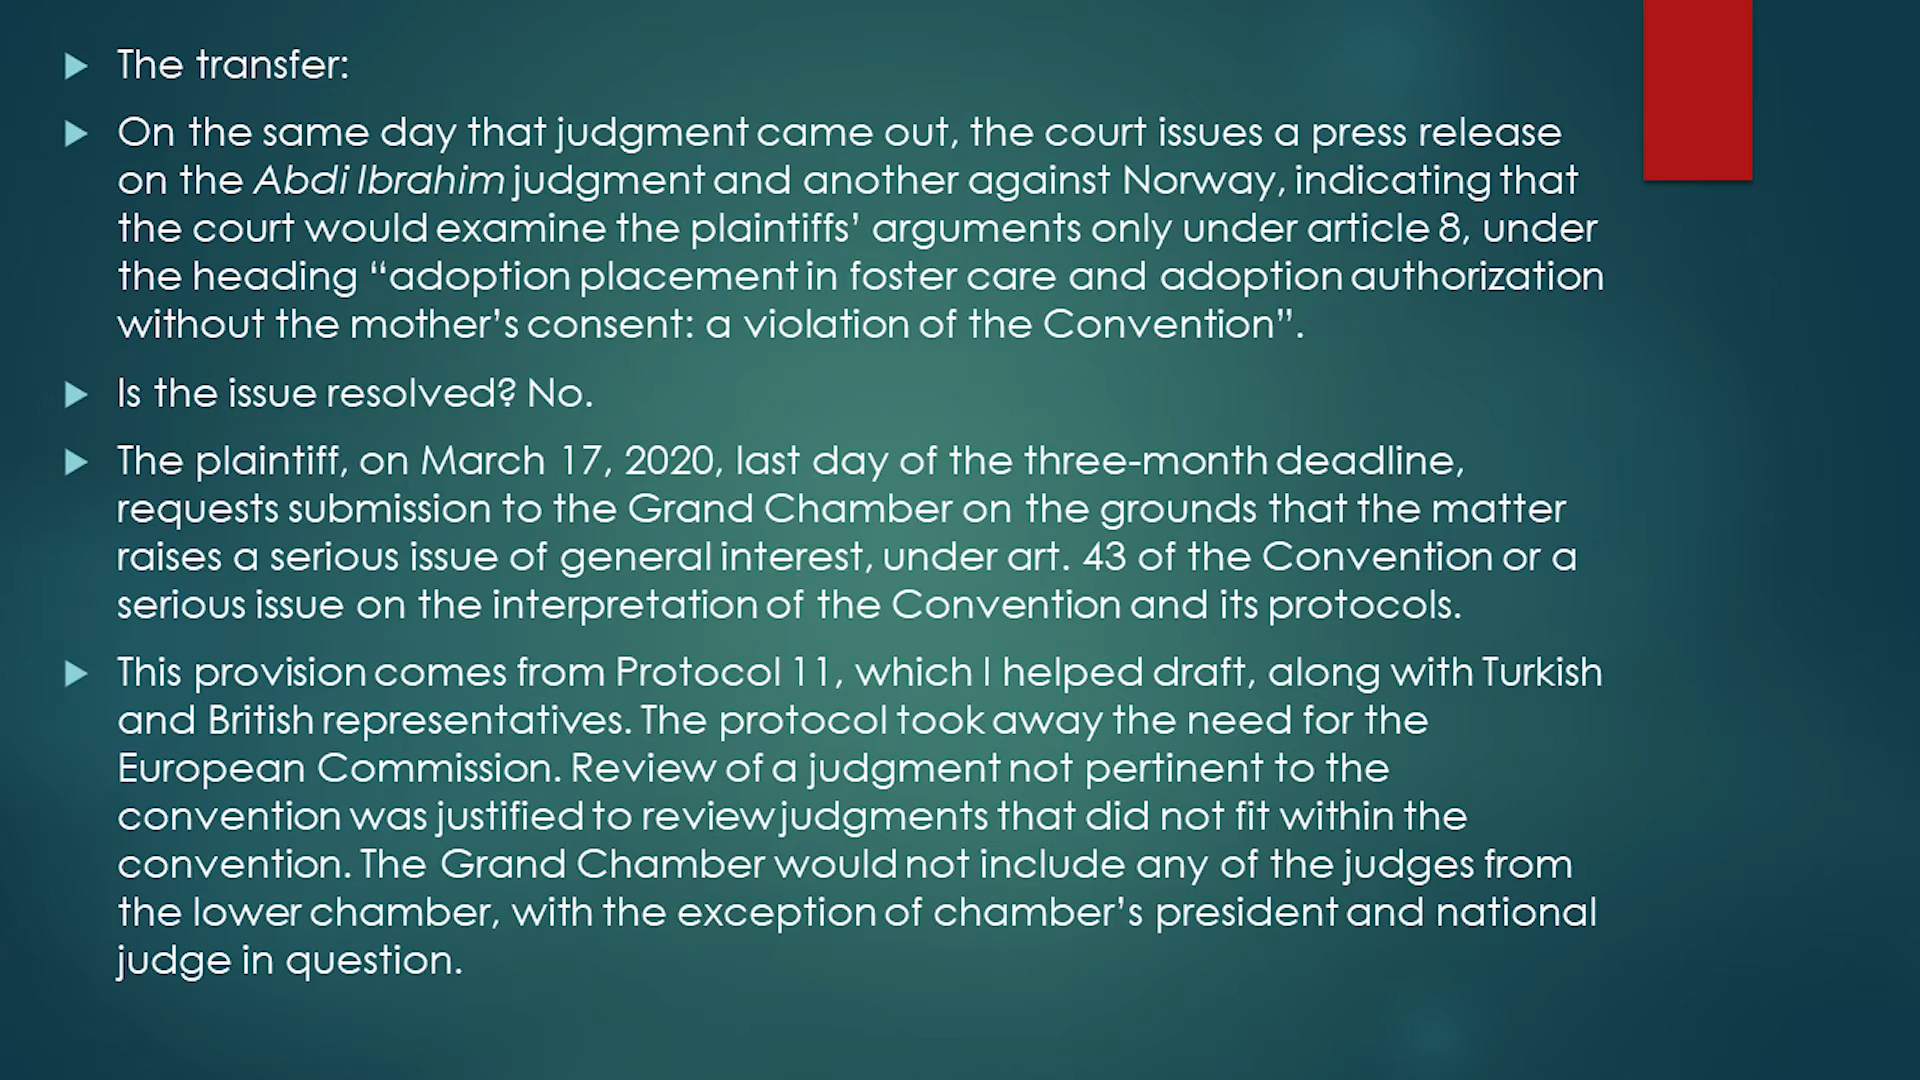 The transfer:
On the same day that judgment came out, the court issues a press release
on the Abdi Ibrahim judgment and another against Norway, indicating that
the court would examine the plaintiffs’ arguments only under article 8, under
the heading “adoption placement in foster care and adoption authorization
without the mother’s consent: a violation of the Convention”.
Is the issue resolved? No.
The plaintiff, on March 17, 2020, last day of the three-month deadline,
requests submission to the Grand Chamber on the grounds that the matter
raises a serious issue of general interest, under art. 43 of the Convention or a
serious issue on the interpretation of the Convention and its protocols.
This provision comes from Protocol 11, which I helped draft, along with Turkish
and British representatives. The protocol took away the need for the
European Commission. Review of a judgment not pertinent to the
convention was justified to review judgments that did not fit within the
convention. The Grand Chamber would not include any of the judges from
the lower chamber, with the exception of chamber’s president and national
judge in question.